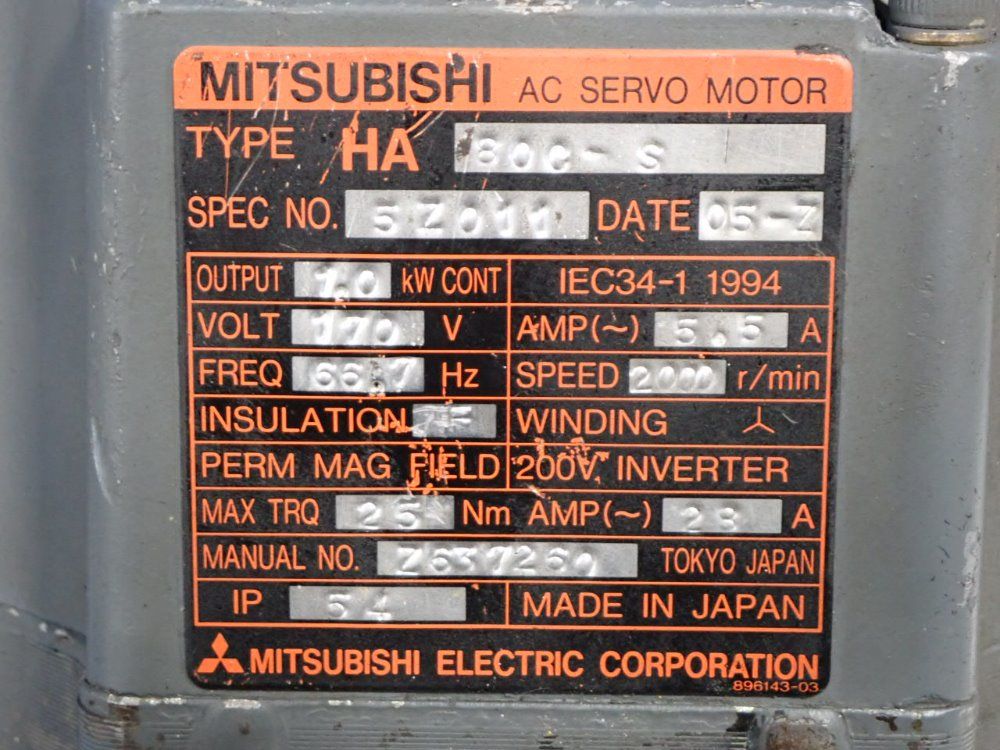 MITSUBISHI AC SERVO MOTOR
TYPE HA 80C-S
SPEC NO. 5Z011 DATE 05-Z
OUTPUT 1.0 kW CONT IEC34-1 1994
VOLT 170 V AMP(~) 5.5 A
FREQ 66.7 Hz SPEED 2000 r/min
INSULATION F WINDING
PERM MAG FIELD 200V INVERTER
MAX TRQ 25 Nm AMP(~) 28 A
MANUAL NO. Z637260 TOKYO JAPAN
IP 54 MADE IN JAPAN
MITSUBISHI ELECTRIC CORPORATION
896143-03